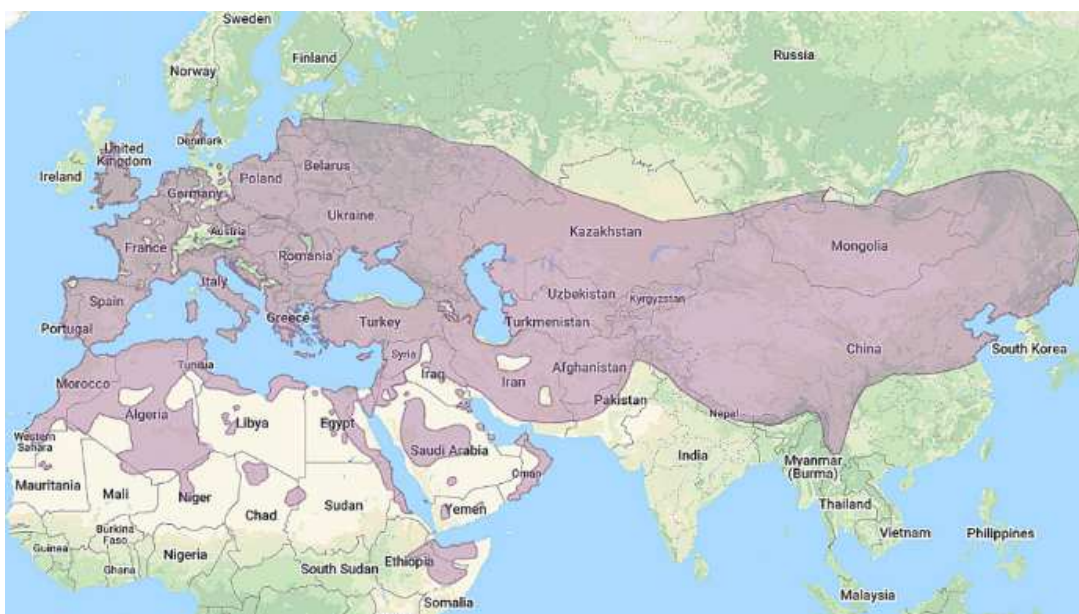 Sweden
Finland
Norway
Russia
United
Kingdom
Denmark
Ireland
Belarus
Poland
Germany
Ukraine
Austria
France
Kazakhstan
Mongolia
Romania
Italy
Uzbekistan
Kyrgyzstan
Spain
Greece
Turkey
Turkmenistan
Portugal
China
South Korea
Syria
Tunisia
Afghanistan
Iraq
Iran
Morocco
Pakistan
Algeria
Nepal
Libya
Egypt
Western
Sahara
Saudi Arabia
India
Oman
Myanmar
(Burma)
Mauritania
Mali
Niger
Sudan
Chad
Yemen
Thailand
Burkina
Faso
Vietnam
Philippines
Guinea
Nigeria
Ethiopia
Ghana
South Sudan
Malaysia
Somalia